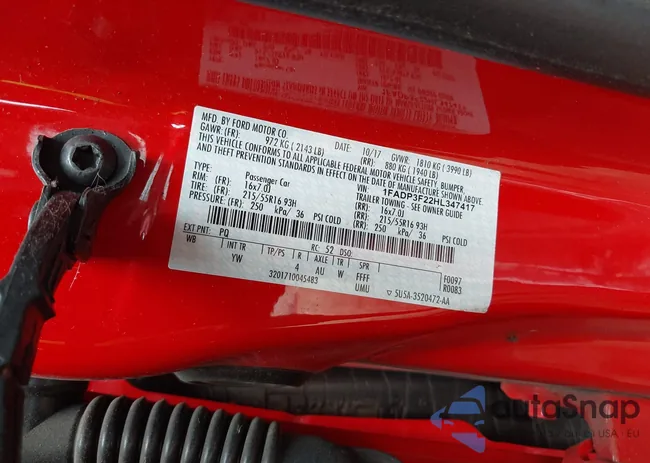 MFD. BY FORD MOTOR CO.
DATE: 10/17 GVWR: 1810 KG ( 3990 LB)
GAWR: (FR): 972 KG ( 2143 LB) (RR): 880 KG (1940 LB)
THIS VEHICLE CONFORMS TO ALL APPLICABLE FEDERAL MOTOR VEHICLE SAFETY, BUMPER,
AND THEFT PREVENTION STANDARDS IN EFFECT ON THE DATE OF MANUFACTURE SHOWN ABOVE.
VIN: 1FADP3F22HL347417
TYPE: Passenger Car TRAILER TOWING- SEE OWNER GUIDE
RIM: (FR): 16x7.0J (RR): 16x7.0J
TIRE: (FR): 215/55R16 93H (RR): 215/55R16 93H
PRESSURE: (FR): 250 kPa/ 36 PSI COLD (RR): 250 kPa/ 36 PSI COLD
EXT PNT: PQ RC: 52 DSO:
WB INT TR TP/PS R AXLE TR SPR F0097
YW 4 AU W FFFF R0083
3201710045483 UMU ▽ 5U5A-3520472-AA
autoSnap
USA - EU